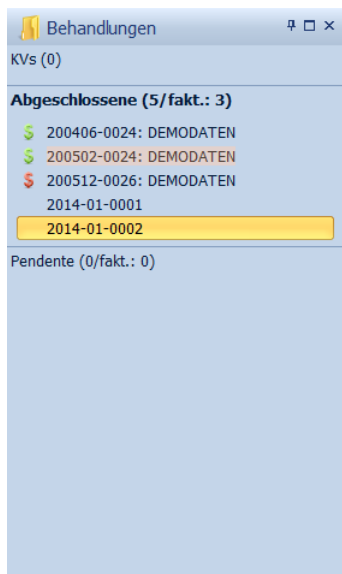 Behandlungen
KVs (0)
Abgeschlossene (5/fakt.: 3)
$ 200406-0024: DEMODATEN
$ 200502-0024: DEMODATEN
$ 200512-0026: DEMODATEN
2014-01-0001
2014-01-0002
Pendente (0/fakt.: 0)